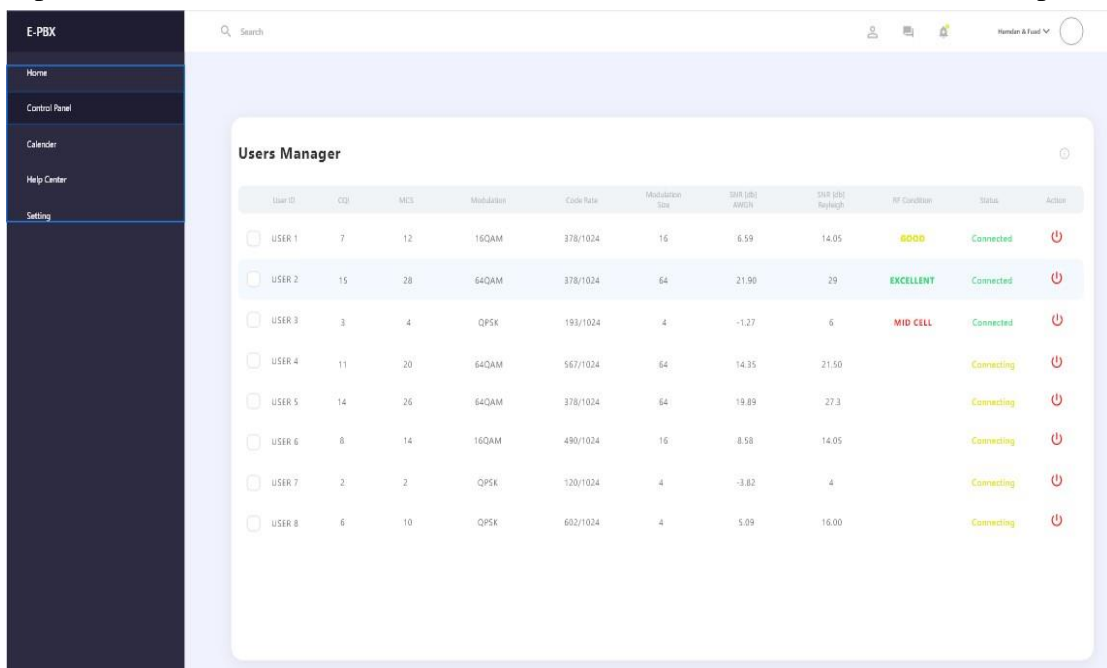 E-PBX
Search
Hamdan & Fuad
Home
Control Panel
Calender
Help Center
Setting
Users Manager
User ID CQI MCS Modulation Code Rate Modulation Size SNR [db] AWGN SNR [db] Rayleigh RF Condition Status Action
USER 1 7 12 16QAM 378/1024 16 6.59 14.05 GOOD Connected
USER 2 15 28 64QAM 378/1024 64 21.90 29 EXCELLENT Connected
USER 3 3 4 QPSK 193/1024 4 -1.27 6 MID CELL Connected
USER 4 11 20 64QAM 567/1024 64 14.35 21.50 Connecting
USER 5 14 26 64QAM 378/1024 64 19.89 27.3 Connecting
USER 6 8 14 16QAM 490/1024 16 8.58 14.05 Connecting
USER 7 2 2 QPSK 120/1024 4 -3.82 4 Connecting
USER 8 6 10 QPSK 602/1024 4 5.09 16.00 Connecting